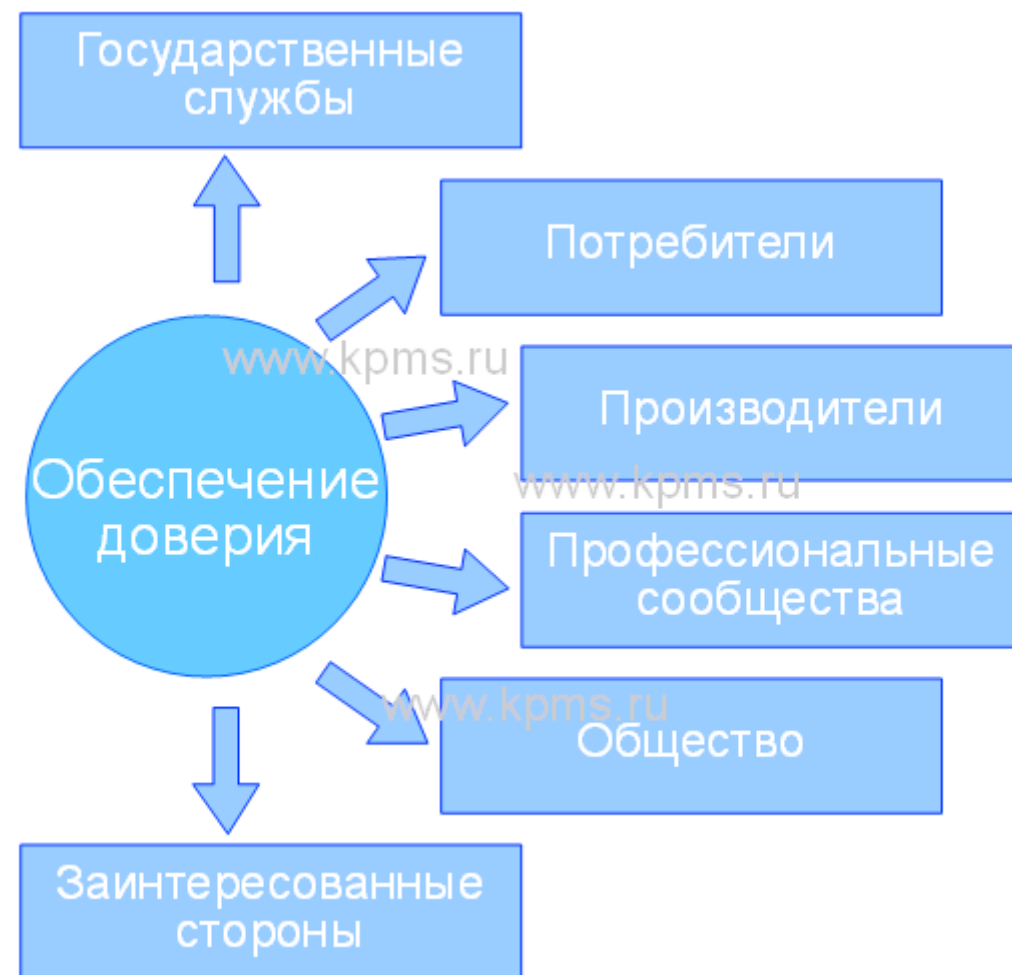 Государственные
службы
Потребители
www.kpms.ru
Производители
Обеспечение
доверия
www.kpms.ru
Профессиональные
сообщества
www.kpms.ru
Общество
Заинтересованные
стороны